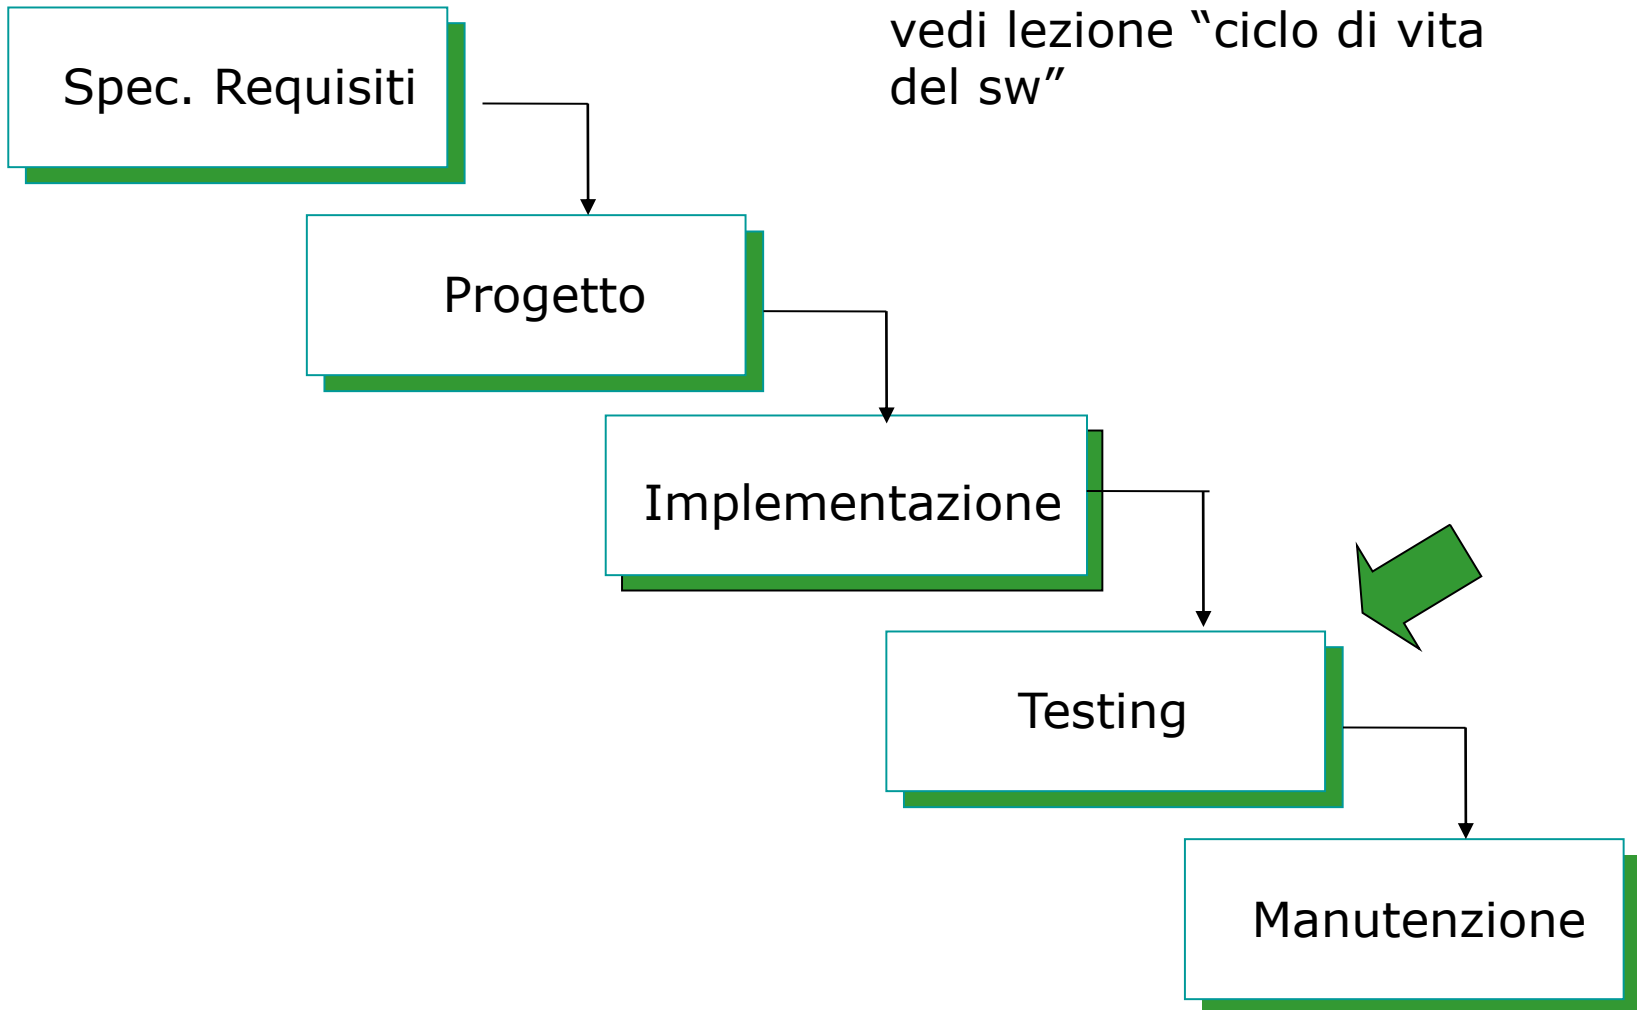 vedi lezione “ciclo di vita
del sw”
Spec. Requisiti
Progetto
Implementazione
Testing
Manutenzione